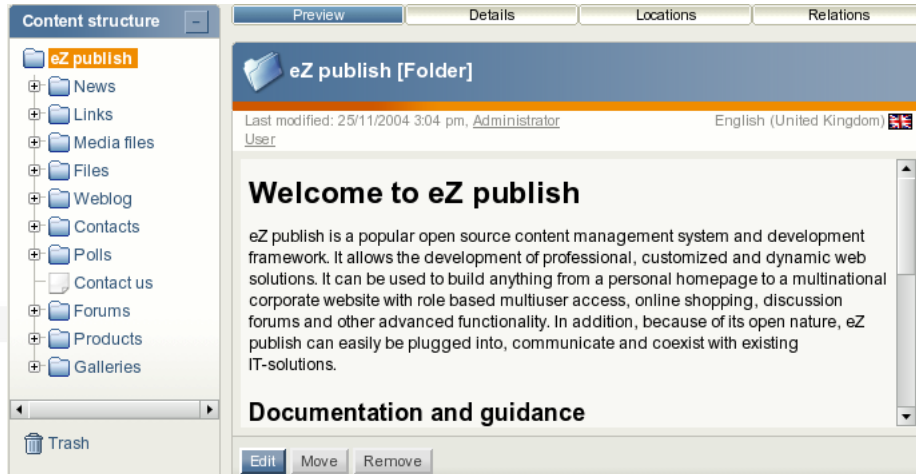 Content structure
-
eZ publish
News
Links
Media files
Files
Weblog
Contacts
Polls
Contact us
Forums
Products
Galleries
Trash
Preview
Details
Locations
Relations
eZ publish [Folder]
Last modified: 25/11/2004 3:04 pm, Administrator
User
English (United Kingdom)
Welcome to eZ publish
eZ publish is a popular open source content management system and development
framework. It allows the development of professional, customized and dynamic web
solutions. It can be used to build anything from a personal homepage to a multinational
corporate website with role based multiuser access, online shopping, discussion
forums and other advanced functionality. In addition, because of its open nature, eZ
publish can easily be plugged into, communicate and coexist with existing
IT-solutions.
Documentation and guidance
Edit
Move
Remove